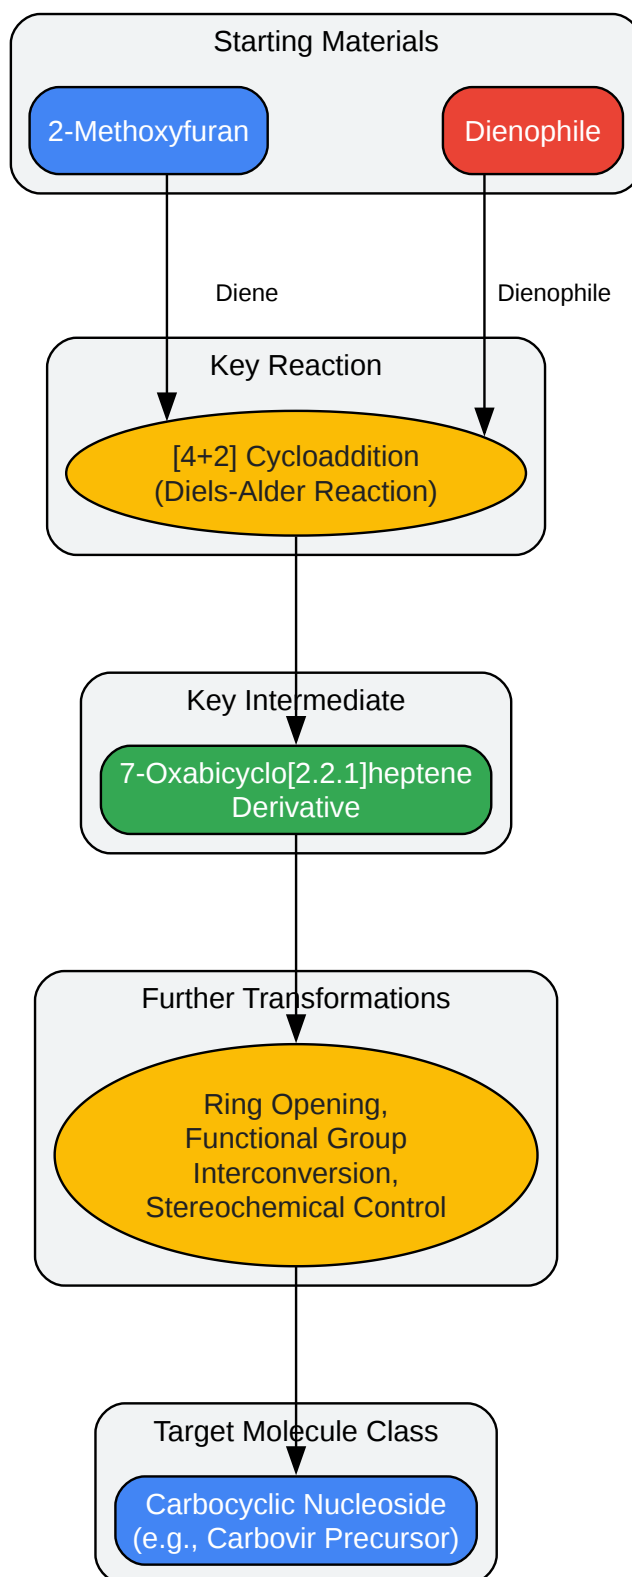 Starting Materials
2-Methoxyfuran
Dienophile
Diene
Dienophile
Key Reaction
[4+2] Cycloaddition
(Diels-Alder Reaction)
Key Intermediate
7-Oxabicyclo[2.2.1]heptene
Derivative
Further Transformations
Ring Opening,
Functional Group
Interconversion,
Stereochemical Control
Target Molecule Class
Carbocyclic Nucleoside
(e.g., Carbovir Precursor)